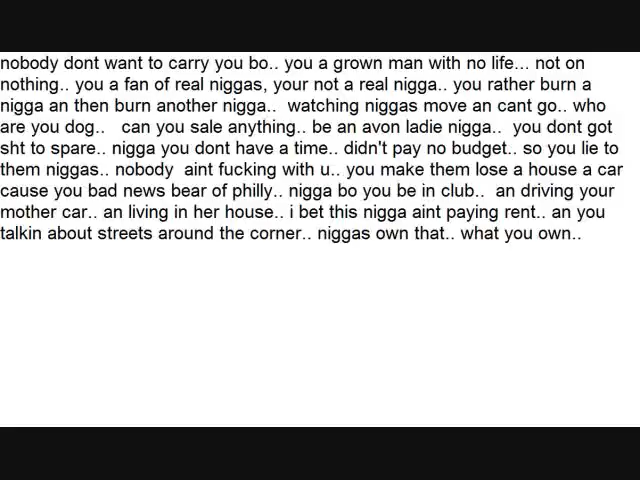 nobody dont want to carry you bo.. you a grown man with no life... not on
nothing.. you a fan of real niggas, your not a real nigga.. you rather burn a
nigga an then burn another nigga..  watching niggas move an cant go.. who
are you dog..   can you sale anything.. be an avon ladie nigga..  you dont got
sht to spare.. nigga you dont have a time.. didn't pay no budget.. so you lie to
them niggas.. nobody  aint fucking with u.. you make them lose a house a car
cause you bad news bear of philly.. nigga bo you be in club..  an driving your
mother car.. an living in her house.. i bet this nigga aint paying rent.. an you
talkin about streets around the corner.. niggas own that.. what you own..